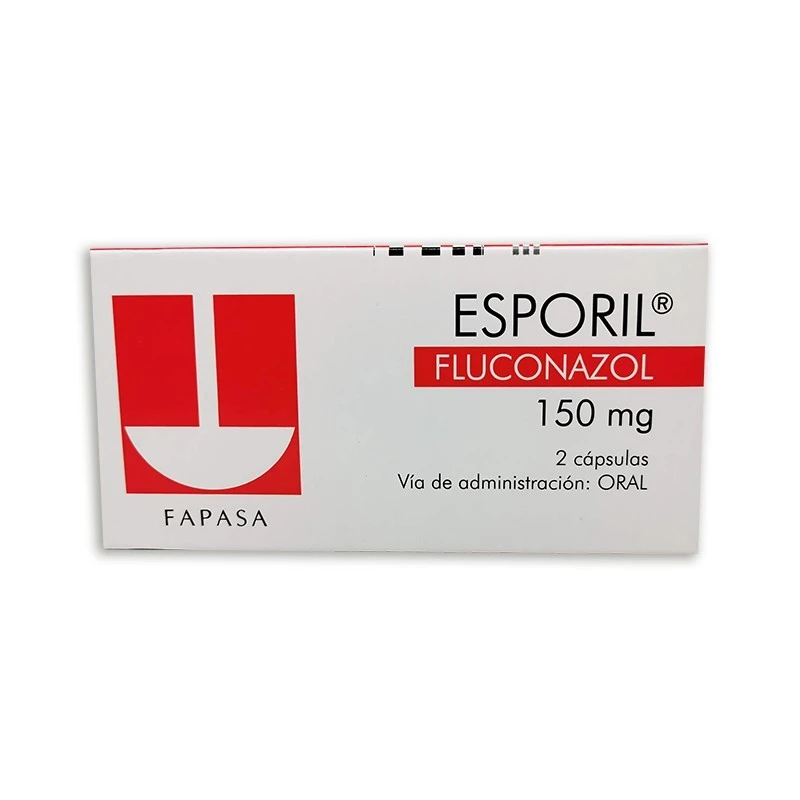 ESPORIL®
FLUCONAZOL
150 mg
2 cápsulas
Vía de administración: ORAL
FAPASA